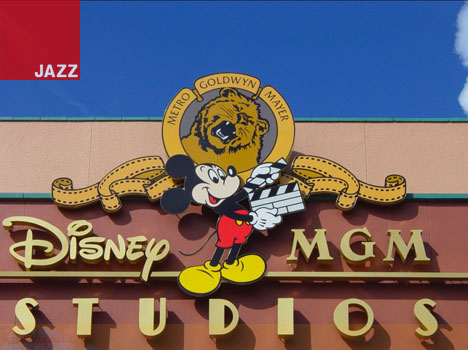 JAZZ
METRO GOLDWYN MAYER
Disney MGM
STUDIOS